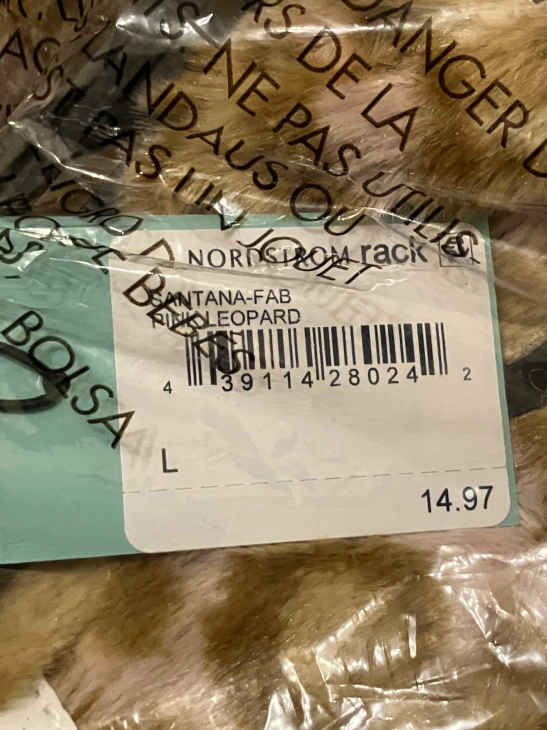 RS DE LA
DANGER D
NE PAS UTILIS
LANDAUS OU
PAS UN JOUET
BOLSA
NORDSTROM rack
SANTANA-FAB
PINK LEOPARD
4 39114 28024 2
L
14.97